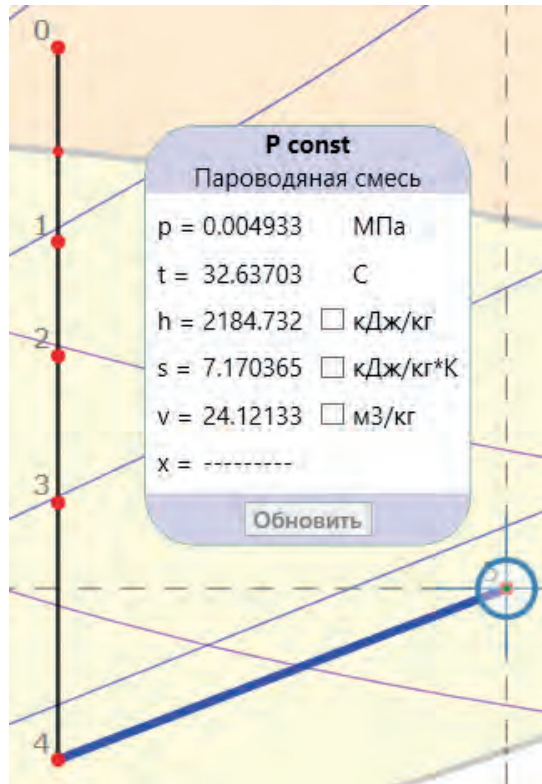 0
P const
Пароводяная смесь
1
p = 0.004933 МПа
t = 32.63703 C
h = 2184.732 кДж/кг
2
s = 7.170365 кДж/кг*К
v = 24.12133 м3/кг
x = ---------
3
Обновить
4